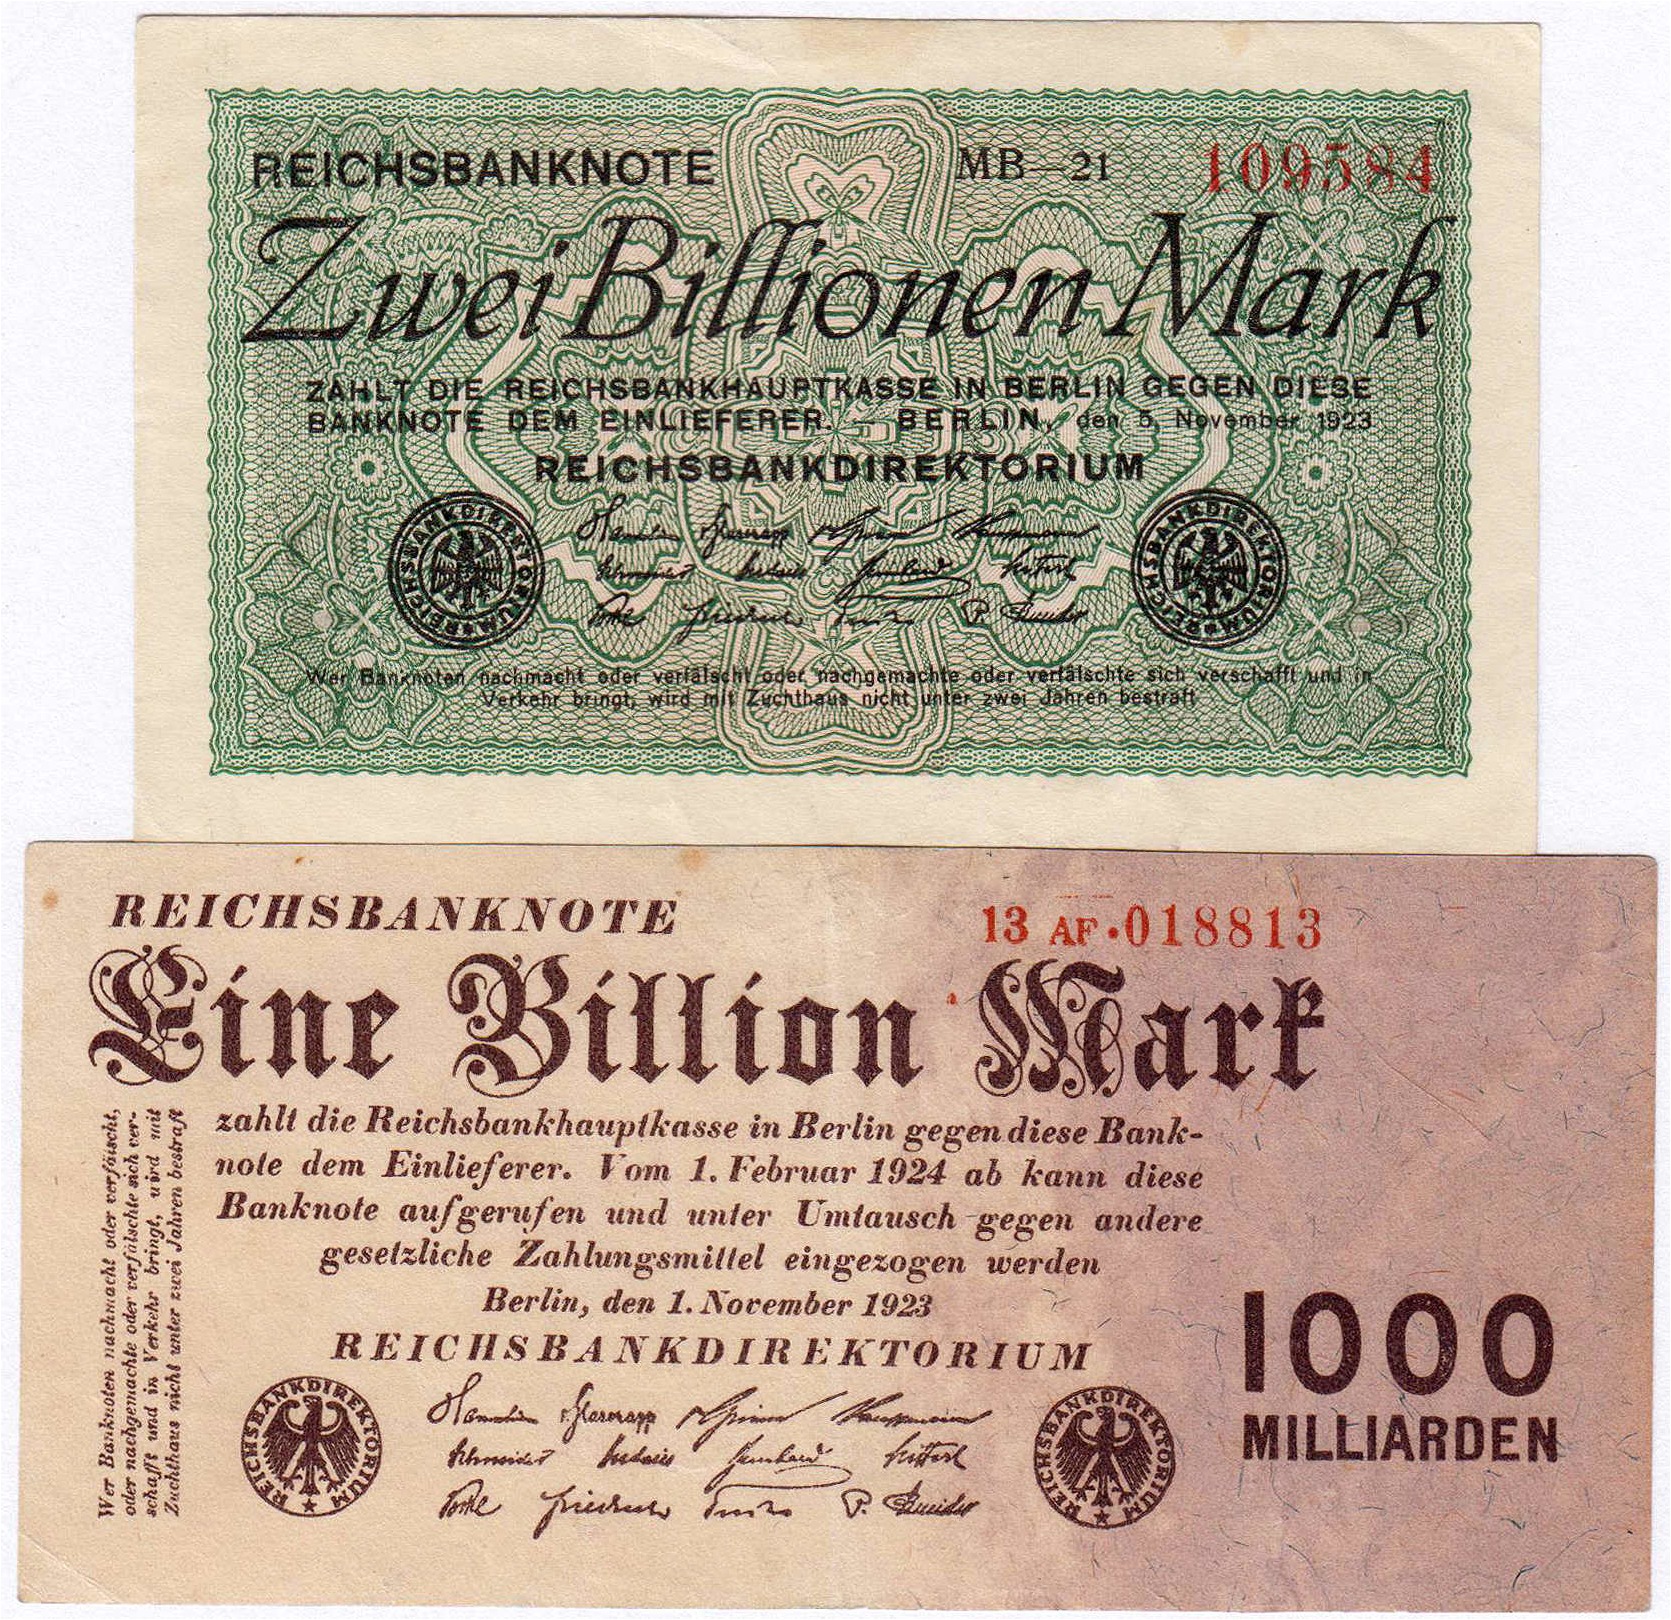 REICHSBANKNOTE MB—21 109584
Zwei Billionen Mark
ZAHLT DIE REICHSBANKHAUPTKASSE IN BERLIN GEGEN DIESE
BANKNOTE DEM EINLIEFERER. – BERLIN, den 5. November 1923
REICHSBANKDIREKTORIUM
REICHSBANKDIREKTORIUM
REICHSBANKDIREKTORIUM
Wer Banknoten nachmacht oder verfälscht oder nachgemachte oder verfälschte sich verschafft und in
Verkehr bringt, wird mit Zuchthaus nicht unter zwei Jahren bestraft
REICHSBANKNOTE 13 AF·018813
Eine Billion Mark
zahlt die Reichsbankhauptkasse in Berlin gegen diese Bank-
note dem Einlieferer. Vom 1. Februar 1924 ab kann diese
Banknote aufgerufen und unter Umtausch gegen andere
gesetzliche Zahlungsmittel eingezogen werden
Berlin, den 1. November 1923
REICHSBANKDIREKTORIUM
Wer Banknoten nachmacht oder verfälscht,
oder nachgemachte oder verfälschte sich ver-
schafft und in Verkehr bringt, wird mit
Zuchthaus nicht unter zwei Jahren bestraft
REICHSBANKDIREKTORIUM
REICHSBANKDIREKTORIUM
1000
MILLIARDEN